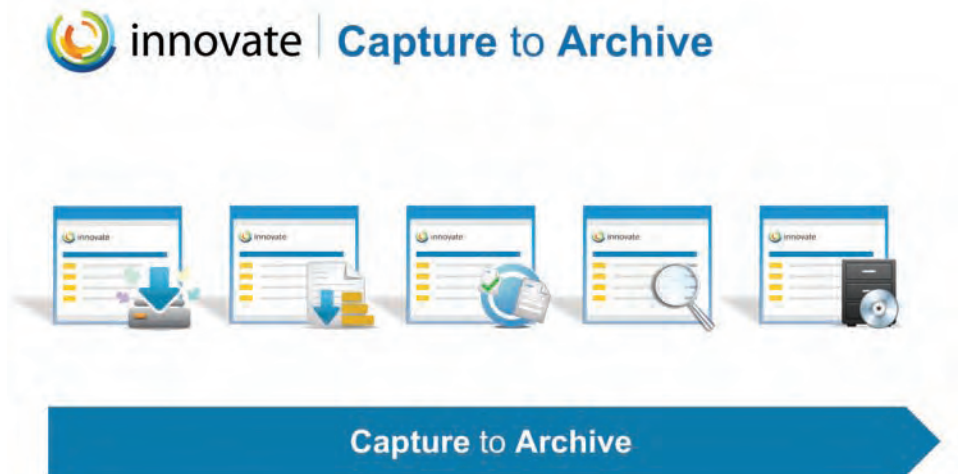 innovate Capture to Archive
innovate
innovate
innovate
innovate
innovate
Capture to Archive